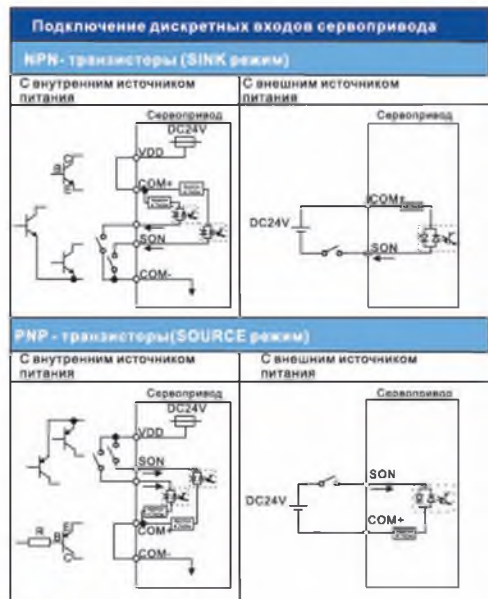 Подключение дискретных входов сервопривода
NPN- транзисторы (SINK режим)
С внутренним источником
питания
С внешним источником
питания
Сервопривод
DC24V
VDD
COM+
SON
COM-
B
C
E
Сервопривод
COM+
DC24V
SON
PNP - транзисторы(SOURCE режим)
С внутренним источником
питания
С внешним источником
питания
Сервопривод
DC24V
VDD
SON
COM+
COM-
R
B
E
C
Сервопривод
SON
DC24V
COM+